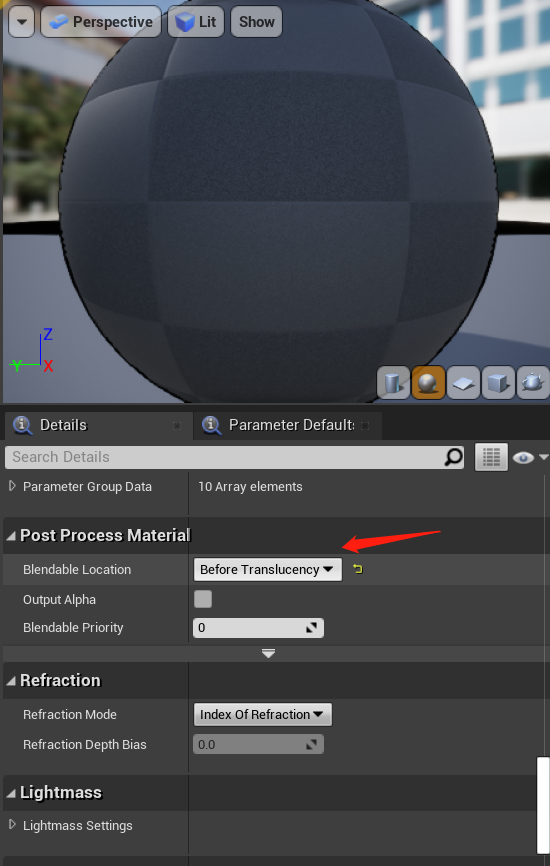 Perspective
Lit
Show
Z
Y
X
Details
Parameter Default
Search Details
Parameter Group Data
10 Array elements
Post Process Material
Blendable Location
Before Translucency
Output Alpha
Blendable Priority
0
Refraction
Refraction Mode
Index Of Refraction
Refraction Depth Bias
0.0
Lightmass
Lightmass Settings